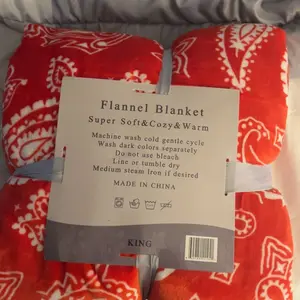 Flannel Blanket
Super Soft&Cozy&Warm
Machine wash cold gentle cycls
Wash dark colors separately
Do not use bleach
Line or tumble dry
Medium steam Iron if desired
MADE IN CHINA
KING